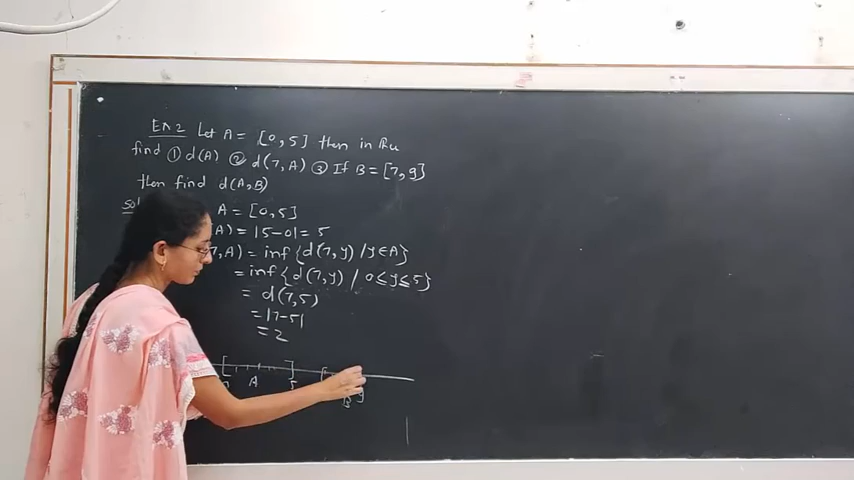 Ex 2 Let A = [0, 5] then in Ru
find ① d(A) ② d(7, A) ③ If B = [7, 9]
then find d(A, B)
A = [0, 5]
A) = |5-0| = 5
7, A) = inf {d(7, y) / y ∈ A}
= inf {d(7, y) / 0 ≤ y ≤ 5}
= d(7, 5)
= |7-5|
= 2
[ ] [
A 5 B 9